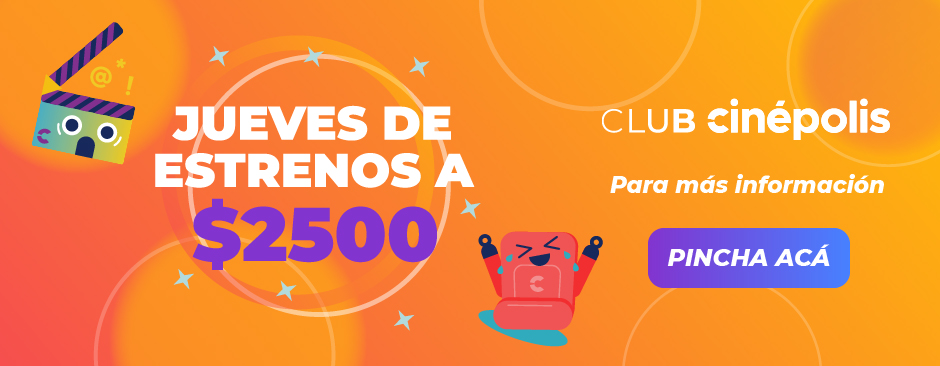 @*!
JUEVES DE
ESTRENOS A
$2500
CLUB cinépolis
Para más información
PINCHA ACÁ